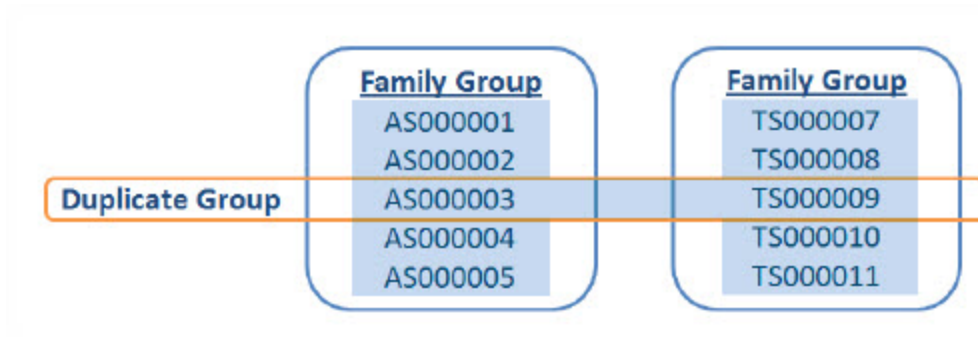 Family Group Family Group
AS000001 TS000007
AS000002 TS000008
Duplicate Group AS000003 TS000009
AS000004 TS000010
AS000005 TS000011